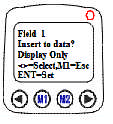 Field 1
Insert to data?
Display Only
<>=Select,M1=Esc
ENT=Set
M1 M2